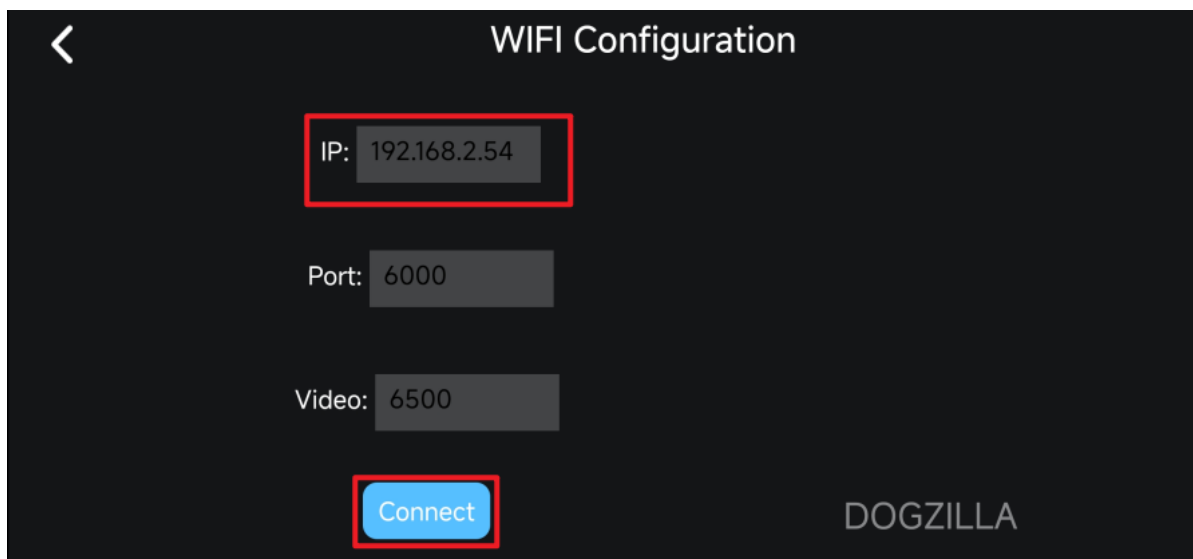 WIFI Configuration
IP: 192.168.2.54
Port: 6000
Video: 6500
Connect
DOGZILLA